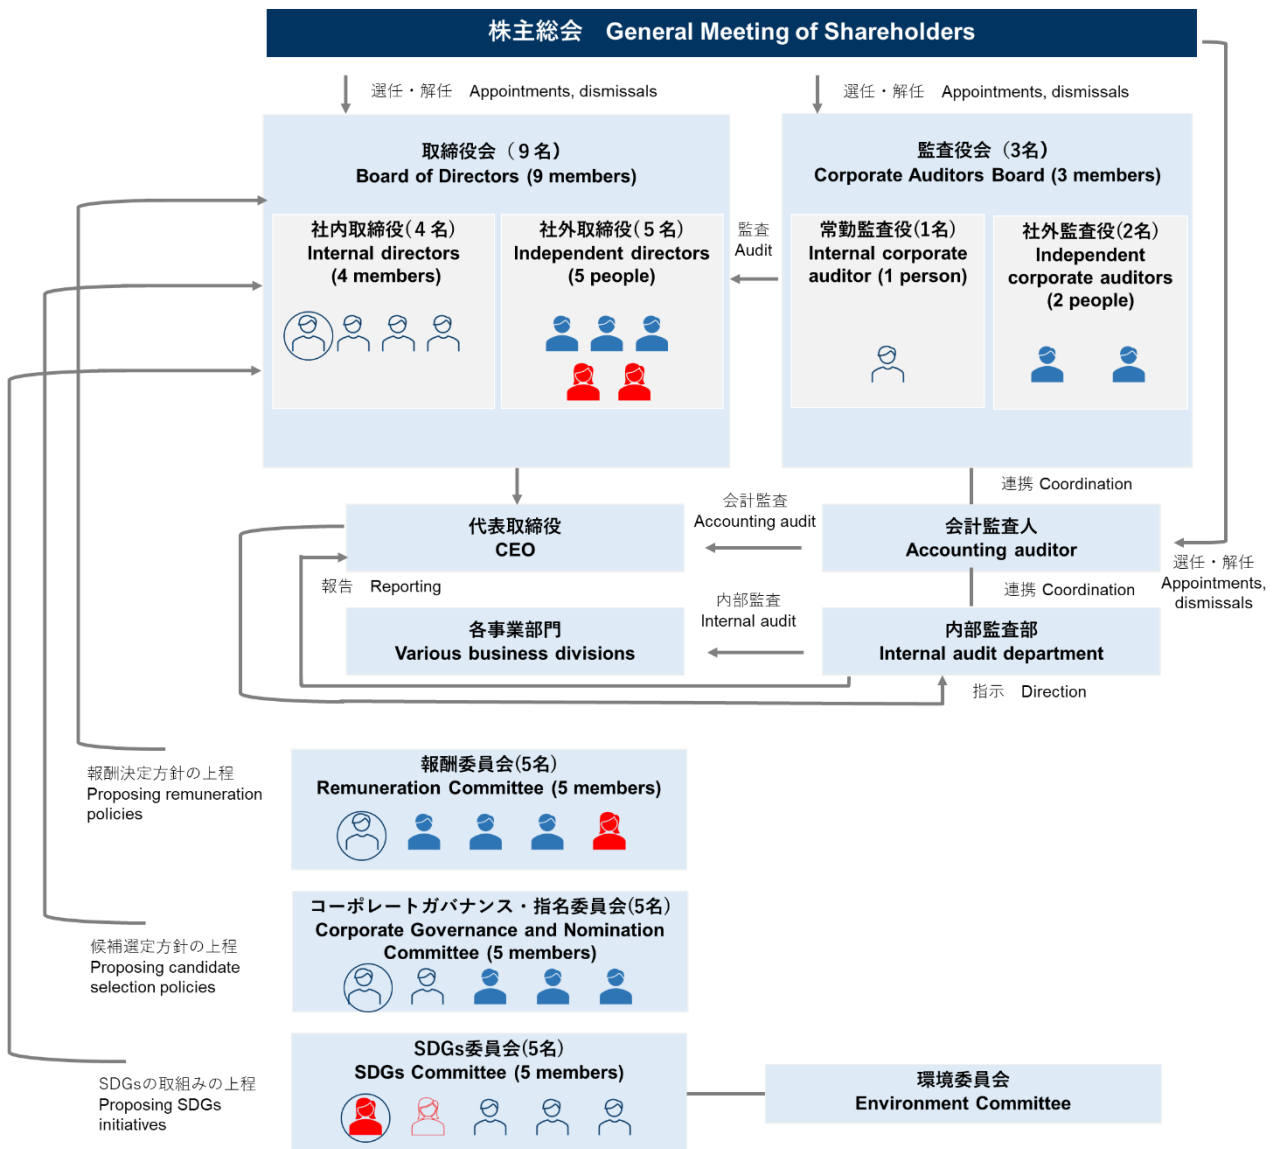 株主総会　General Meeting of Shareholders
選任・解任　Appointments, dismissals
選任・解任　Appointments, dismissals
取締役会（９名）
Board of Directors (9 members)
監査役会（3名）
Corporate Auditors Board (3 members)
社内取締役(４名)
Internal directors
(4 members)
社外取締役(５名)
Independent directors
(5 people)
監査
Audit
常勤監査役(1名)
Internal corporate
auditor (1 person)
社外監査役(2名)
Independent
corporate auditors
(2 people)
連携 Coordination
代表取締役
CEO
会計監査
Accounting audit
会計監査人
Accounting auditor
選任・解任
Appointments,
dismissals
報告　Reporting
連携 Coordination
各事業部門
Various business divisions
内部監査
Internal audit
内部監査部
Internal audit department
指示　Direction
報酬決定方針の上程
Proposing remuneration
policies
報酬委員会(5名)
Remuneration Committee (5 members)
候補選定方針の上程
Proposing candidate
selection policies
コーポレートガバナンス・指名委員会(5名)
Corporate Governance and Nomination
Committee (5 members)
SDGsの取組みの上程
Proposing SDGs
initiatives
SDGs委員会(5名)
SDGs Committee (5 members)
環境委員会
Environment Committee